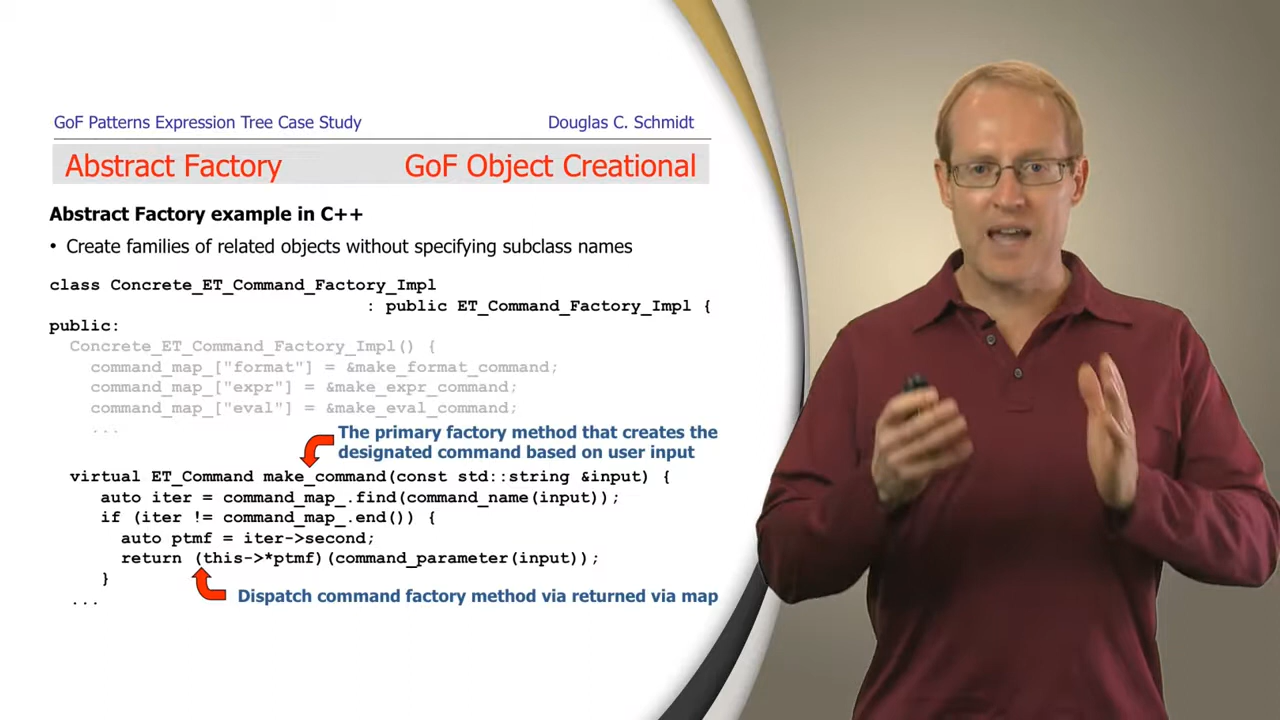 GoF Patterns Expression Tree Case Study Douglas C. Schmidt
Abstract Factory GoF Object Creational
Abstract Factory example in C++
• Create families of related objects without specifying subclass names
class Concrete_ET_Command_Factory_Impl
: public ET_Command_Factory_Impl {
public:
Concrete_ET_Command_Factory_Impl() {
command_map_["format"] = &make_format_command;
command_map_["expr"] = &make_expr_command;
command_map_["eval"] = &make_eval_command;
...
The primary factory method that creates the
designated command based on user input
virtual ET_Command make_command(const std::string &input) {
auto iter = command_map_.find(command_name(input));
if (iter != command_map_.end()) {
auto ptmf = iter->second;
return (this->*ptmf)(command_parameter(input));
}
Dispatch command factory method via returned via map
...